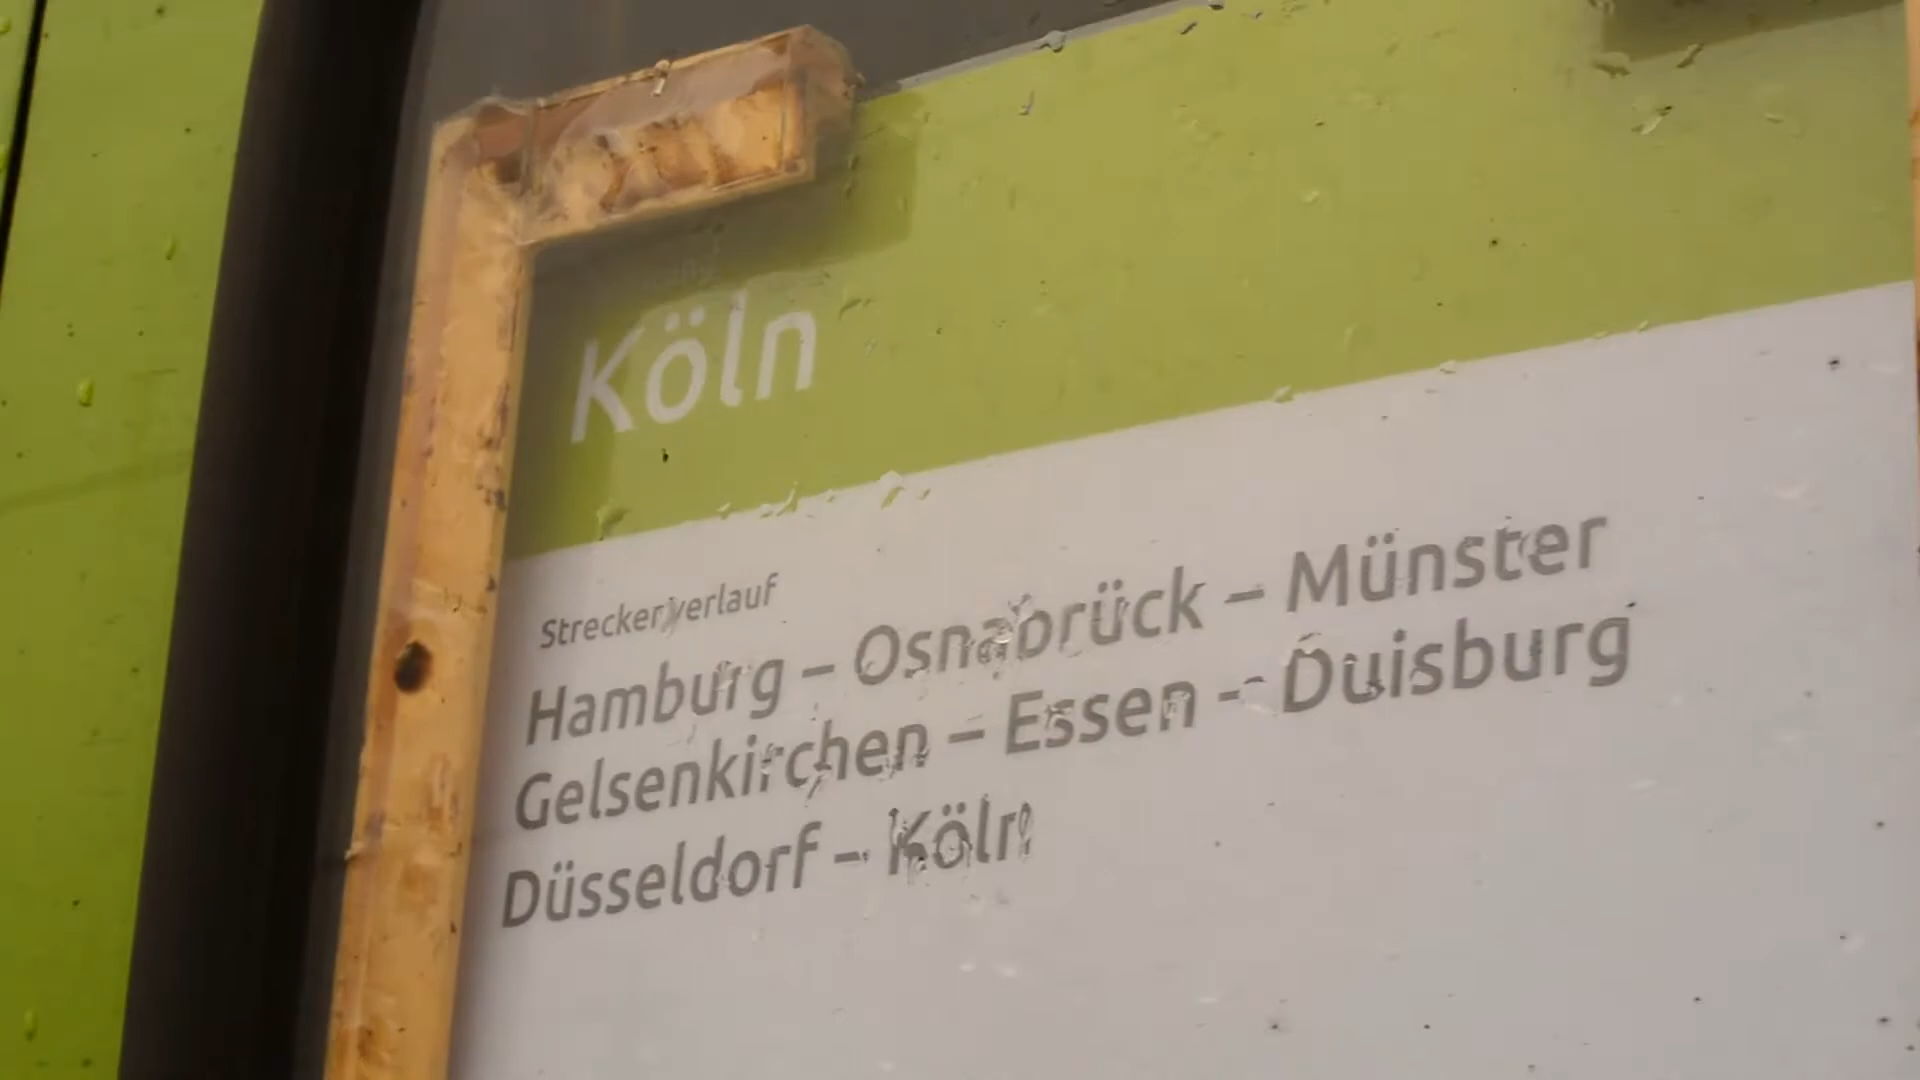 Köln
Streckenverlauf
Hamburg – Osnabrück – Münster
Gelsenkirchen – Essen - Duisburg
Düsseldorf – Köln